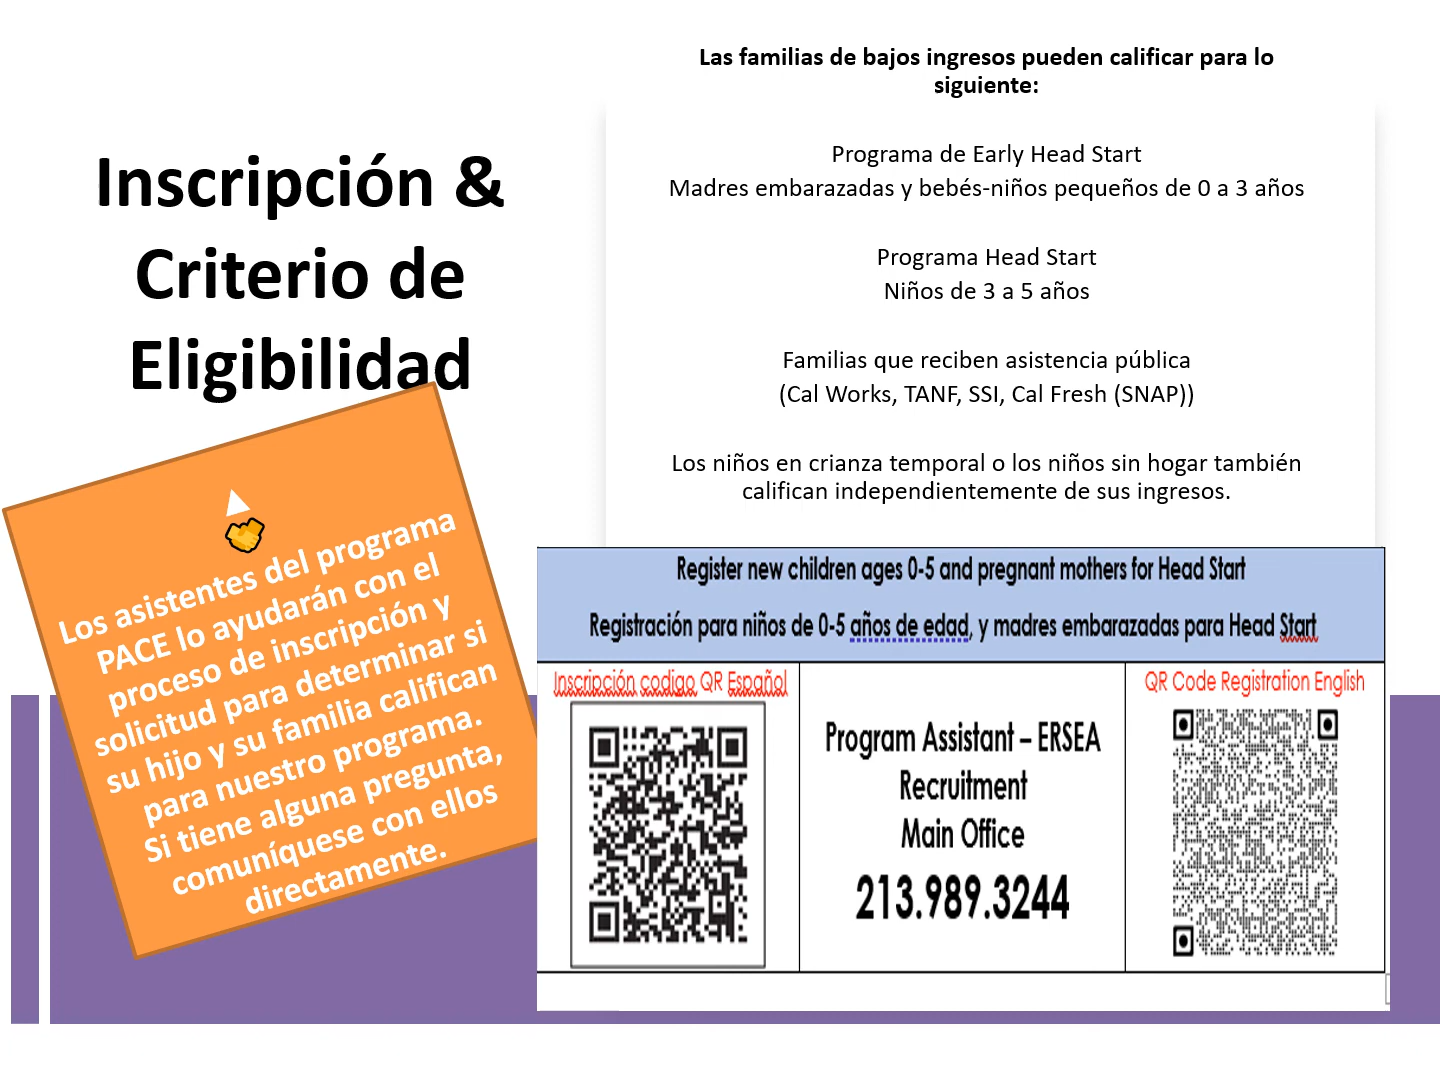 Inscripción &
Criterio de
Eligibilidad
Las familias de bajos ingresos pueden calificar para lo
siguiente:
Programa de Early Head Start
Madres embarazadas y bebés-niños pequeños de 0 a 3 años
Programa Head Start
Niños de 3 a 5 años
Familias que reciben asistencia pública
(Cal Works, TANF, SSI, Cal Fresh (SNAP))
Los niños en crianza temporal o los niños sin hogar también
califican independientemente de sus ingresos.
Los asistentes del programa
PACE lo ayudarán con el
proceso de inscripción y
solicitud para determinar si
su hijo y su familia califican
para nuestro programa.
Si tiene alguna pregunta,
comuníquese con ellos
directamente.
Register new children ages 0-5 and pregnant mothers for Head Start
Registración para niños de 0-5 años de edad, y madres embarazadas para Head Start
Inscripción codigo QR Español
Program Assistant – ERSEA
Recruitment
Main Office
213.989.3244
QR Code Registration English